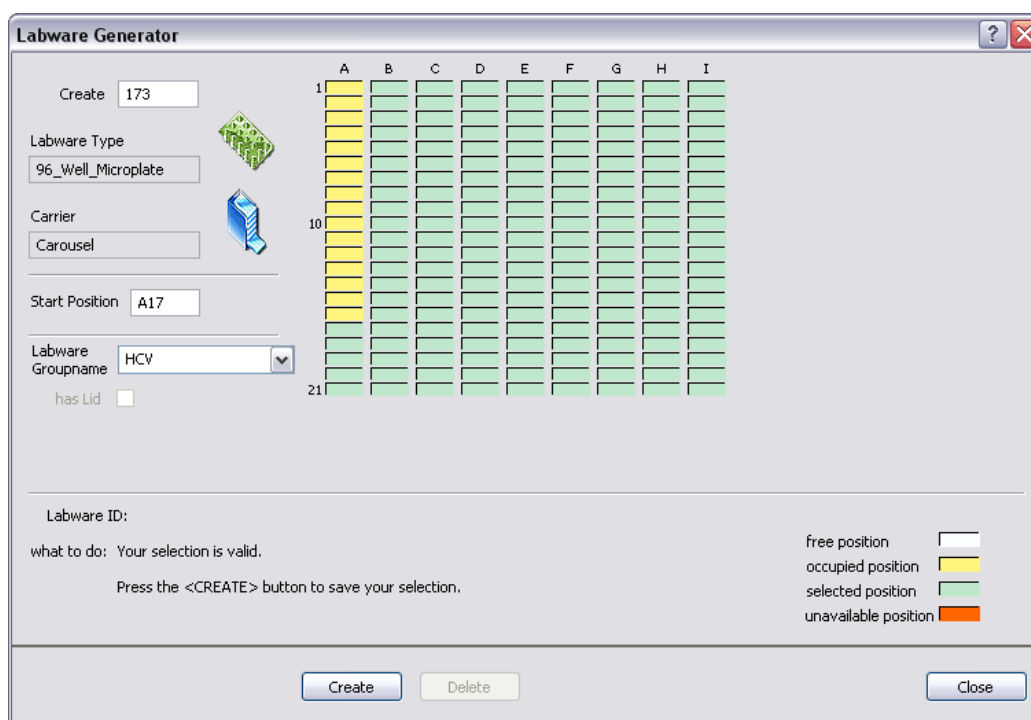 Labware Generator
?
A B C D E F G H I
1
10
21
Create 173
Labware Type
96_Well_Microplate
Carrier
Carousel
Start Position A17
Labware
Groupname
HCV
has Lid
Labware ID:
what to do: Your selection is valid.
Press the <CREATE> button to save your selection.
free position
occupied position
selected position
unavailable position
Create
Delete
Close